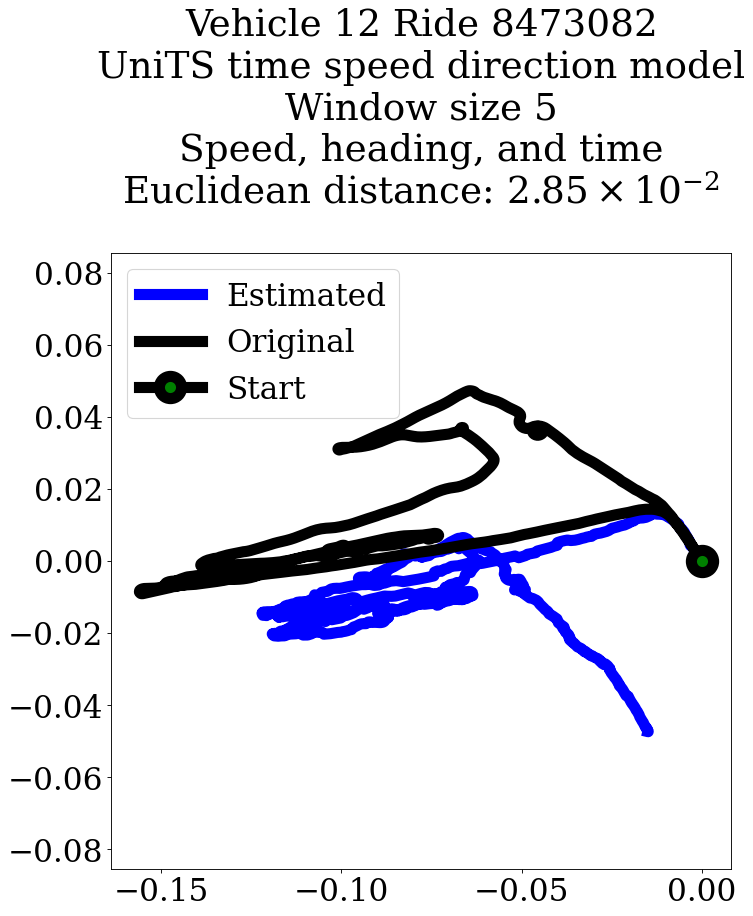 Vehicle 12 Ride 8473082
UniTS time speed direction model
Window size 5
Speed, heading, and time
Euclidean distance: 2.85 × 10⁻²
Estimated
Original
Start
0.08
0.06
0.04
0.02
0.00
−0.02
−0.04
−0.06
−0.08
−0.15 −0.10 −0.05 0.00